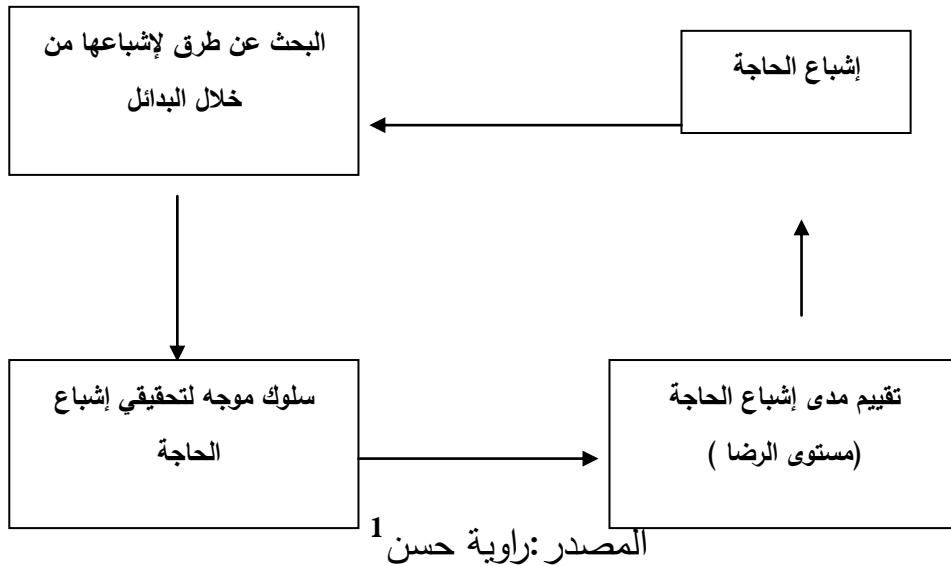 إشباع الحاجة
البحث عن طرق لإشباعها من
خلال البدائل
سلوك موجه لتحقيقي إشباع
الحاجة
تقييم مدى إشباع الحاجة
(مستوى الرضا )
المصدر :راوية حسن1